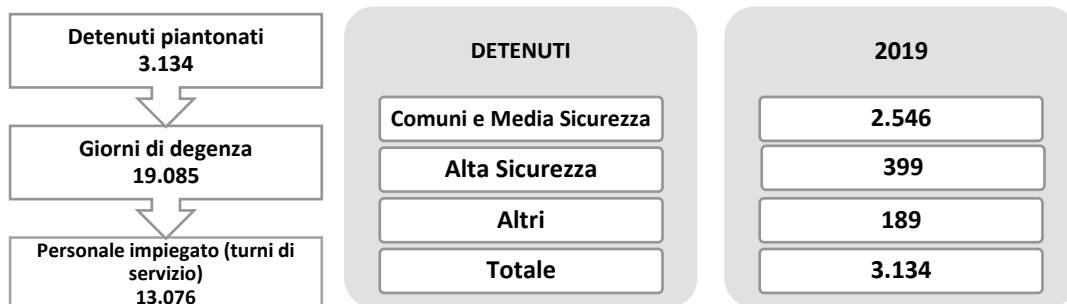 Detenuti piantonati
3.134
Giorni di degenza
19.085
Personale impiegato (turni di
servizio)
13.076
DETENUTI
2019
Comuni e Media Sicurezza
2.546
Alta Sicurezza
399
Altri
189
Totale
3.134